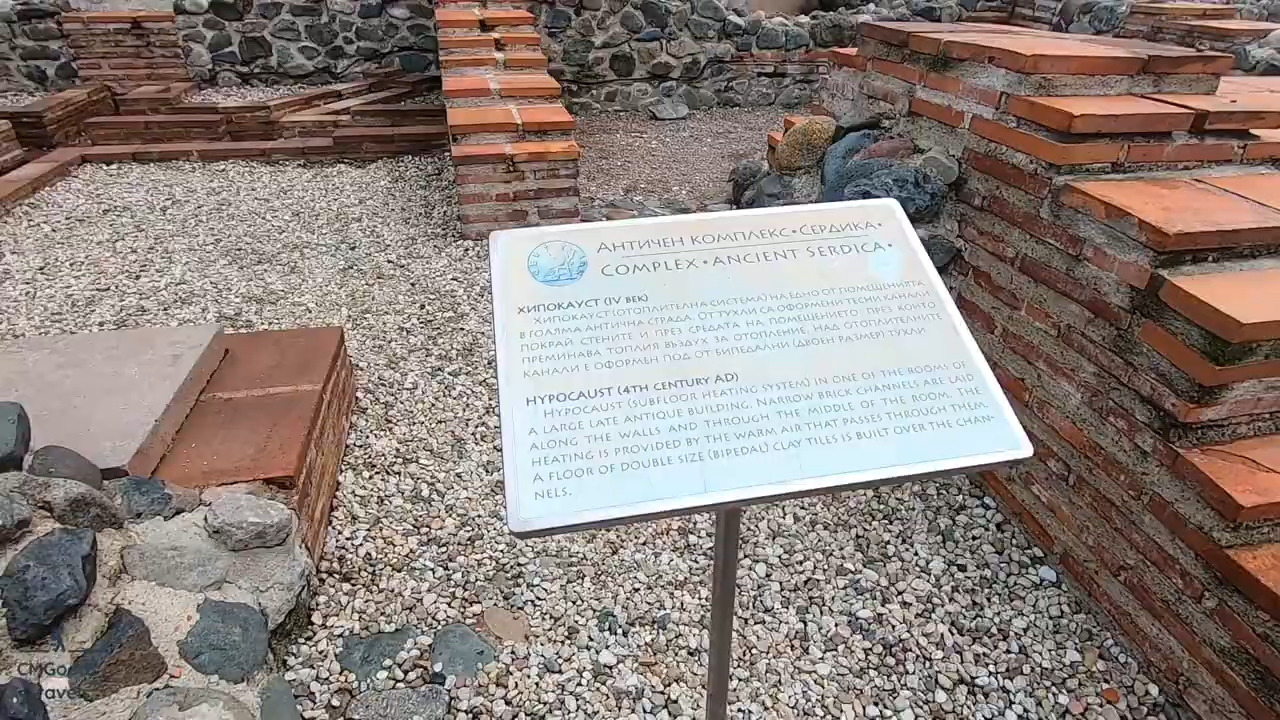 АНТИЧЕН КОМПЛЕКС•СЕРДИКА•
COMPLEX•ANCIENT SERDICA•
ХИПОКАУСТ (IV ВЕК)
ХИПОКАУСТ (ОТОПЛИТЕЛНА СИСТЕМА) НА ЕДНО ОТ ПОМЕЩЕНИЯТА
В ГОЛЯМА АНТИЧНА СГРАДА. ОТ ТУХЛИ СА ОФОРМЕНИ ТЕСНИ КАНАЛИ
ПОКРАЙ СТЕНИТЕ И ПРЕЗ СРЕДАТА НА ПОМЕЩЕНИЕТО, ПРЕЗ КОИТО
ПРЕМИНАВА ТОПЛИЯ ВЪЗДУХ ЗА ОТОПЛЕНИЕ. НАД ОТОПЛИТЕЛНИТЕ
КАНАЛИ Е ОФОРМЕН ПОД ОТ БИПЕДАЛНИ (ДВОЕН РАЗМЕР) ТУХЛИ
HYPOCAUST (4TH CENTURY AD)
HYPOCAUST (SUBFLOOR HEATING SYSTEM) IN ONE OF THE ROOMS OF
A LARGE LATE ANTIQUE BUILDING. NARROW BRICK CHANNELS ARE LAID
ALONG THE WALLS AND THROUGH THE MIDDLE OF THE ROOM. THE
HEATING IS PROVIDED BY THE WARM AIR THAT PASSES THROUGH THEM.
A FLOOR OF DOUBLE SIZE (BIPEDAL) CLAY TILES IS BUILT OVER THE CHAN-
NELS.